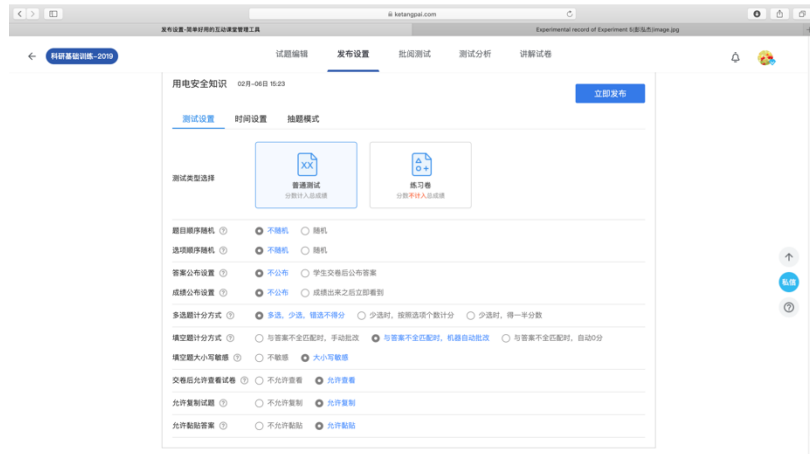 ketangpai.com
发布设置-简单好用的互动课堂管理工具
Experimental record of Experiment 5(彭泓杰)image.jpg
科研基础训练-2019
试题编辑 发布设置 批阅测试 测试分析 讲解试卷
用电安全知识 02月-06日 15:23
立即发布
测试设置 时间设置 抽题模式
测试类型选择
XX
普通测试 练习卷
分数计入总成绩 分数不计入总成绩
题目顺序随机 不随机 随机
选项顺序随机 不随机 随机
答案公布设置 不公布 学生交卷后公布答案
成绩公布设置 不公布 成绩出来之后立即看到
私信
多选题计分方式 多选、少选、错选不得分 少选时，按照选项个数计分 少选时，得一半分数
填空题计分方式 与答案不全匹配时，手动批改 与答案不全匹配时，机器自动批改 与答案不全匹配时，自动0分
填空题大小写敏感 不敏感 大小写敏感
交卷后允许查看试卷 不允许查看 允许查看
允许复制试题 不允许复制 允许复制
允许黏贴答案 不允许黏贴 允许黏贴